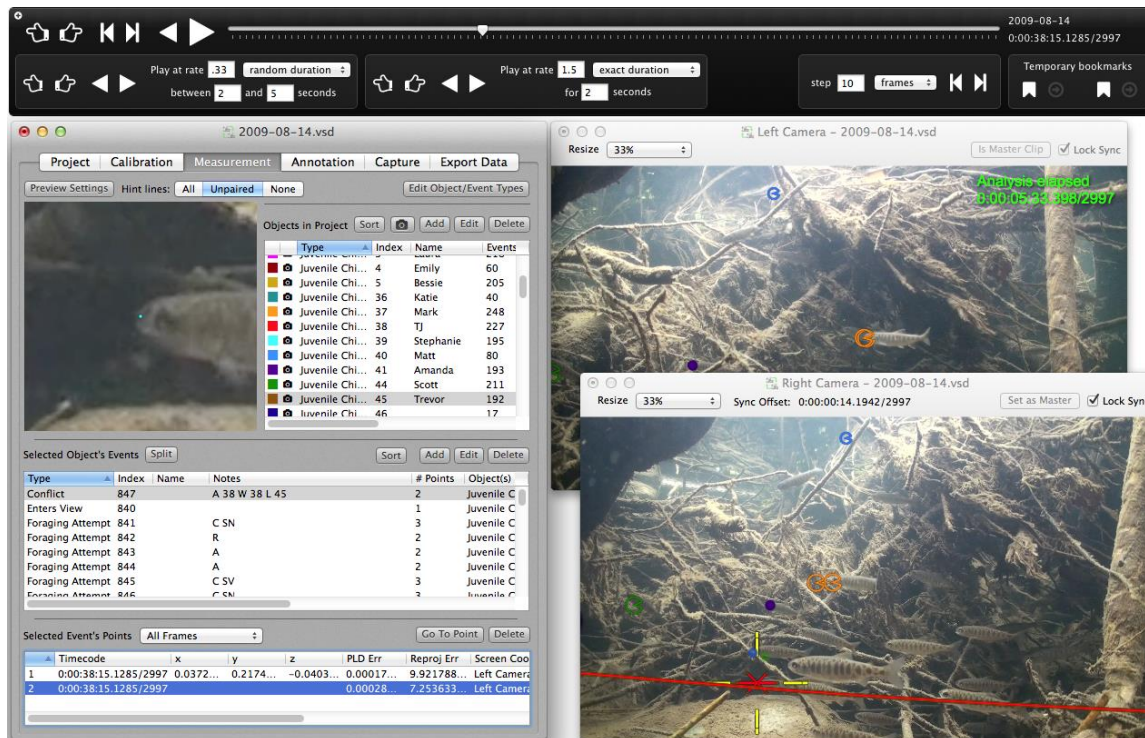 2009-08-14
0:00:38:15.1285/2997
Play at rate .33 random duration
between 2 and 5 seconds
Play at rate 1.5 exact duration
for 2 seconds
step 10 frames
Temporary bookmarks
2009-08-14.vsd
Project Calibration Measurement Annotation Capture Export Data
Preview Settings Hint lines: All Unpaired None Edit Object/Event Types
Objects in Project Sort Add Edit Delete
Type Index Name Events
Juvenile Chi... 4 Emily 60
Juvenile Chi... 5 Bessie 205
Juvenile Chi... 36 Katie 40
Juvenile Chi... 37 Mark 248
Juvenile Chi... 38 TJ 227
Juvenile Chi... 39 Stephanie 195
Juvenile Chi... 40 Matt 80
Juvenile Chi... 41 Amanda 193
Juvenile Chi... 44 Scott 211
Juvenile Chi... 45 Trevor 192
Juvenile Chi... 46 17
Selected Object's Events Split Sort Add Edit Delete
Type Index Name Notes # Points Object(s)
Conflict 847 A 38 W 38 L 45 2 Juvenile C
Enters View 840 1 Juvenile C
Foraging Attempt 841 C SN 3 Juvenile C
Foraging Attempt 842 R 2 Juvenile C
Foraging Attempt 843 A 2 Juvenile C
Foraging Attempt 844 A 2 Juvenile C
Foraging Attempt 845 C SV 3 Juvenile C
Foraging Attempt 846 C SN 3 Juvenile C
Selected Event's Points All Frames Go To Point Delete
Timecode x y z PLD Err Reproj Err Screen Coo
1 0:00:38:15.1285/2997 0.0372... 0.2174... −0.0403... 0.00017... 9.921788... Left Camera
2 0:00:38:15.1285/2997 0.00028... 7.253633... Left Camera
Left Camera - 2009-08-14.vsd
Resize 33% Is Master Clip Lock Sync
Analysis elapsed
0:00:05:33.398/2997
Right Camera - 2009-08-14.vsd
Resize 33% Sync Offset: 0:00:00:14.1942/2997 Set as Master Lock Syn